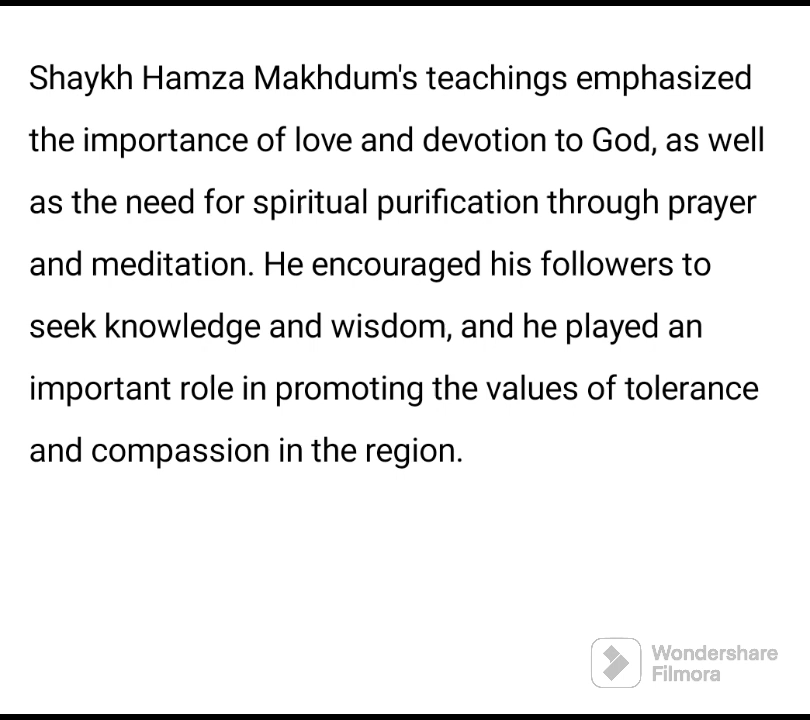 Shaykh Hamza Makhdum's teachings emphasized
the importance of love and devotion to God, as well
as the need for spiritual purification through prayer
and meditation. He encouraged his followers to
seek knowledge and wisdom, and he played an
important role in promoting the values of tolerance
and compassion in the region.
Wondershare
Filmora